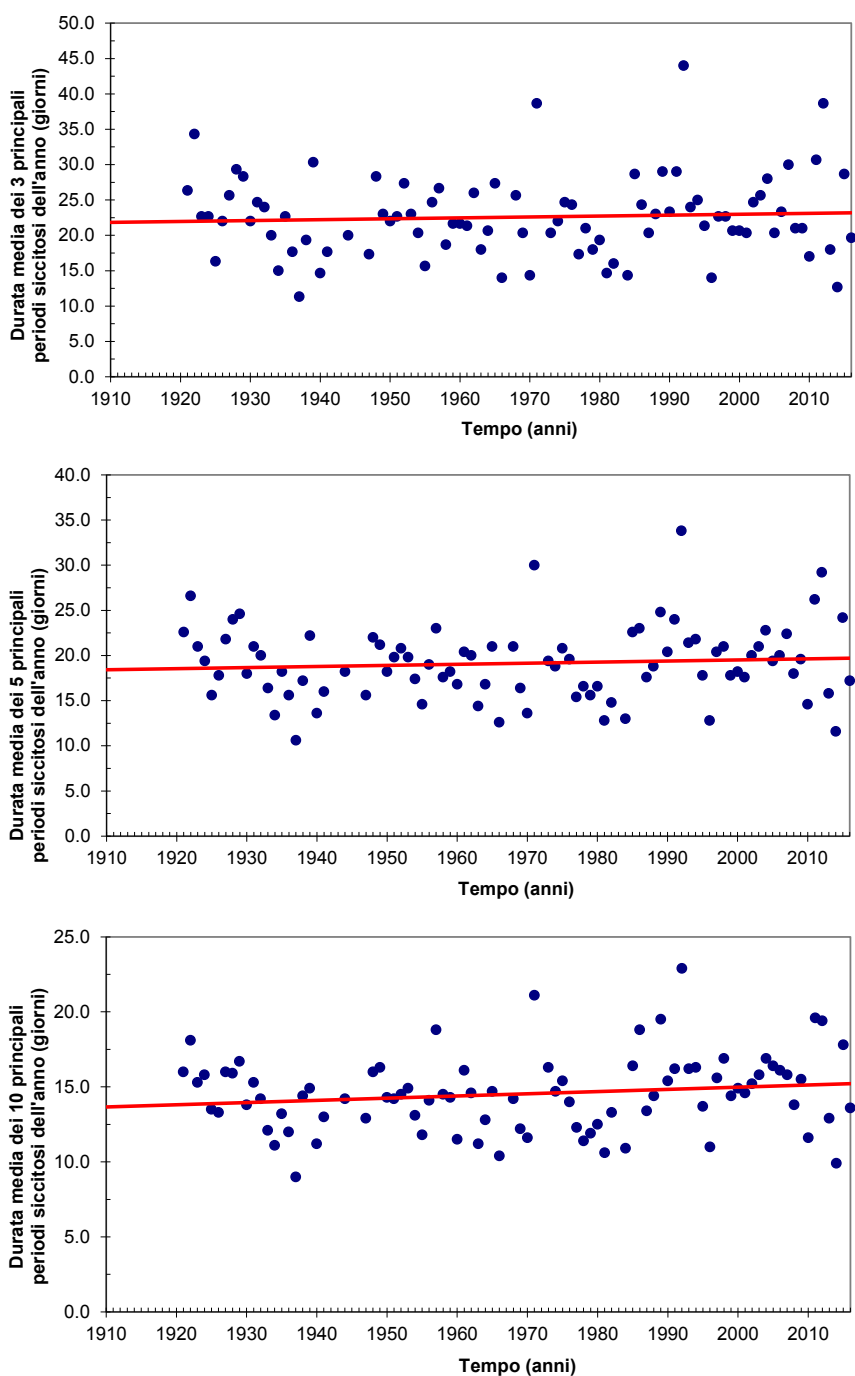 Durata media dei 3 principali
periodi siccitosi dell'anno (giorni)
50.0
45.0
40.0
35.0
30.0
25.0
20.0
15.0
10.0
5.0
0.0
1910 1920 1930 1940 1950 1960 1970 1980 1990 2000 2010
Tempo (anni)
Durata media dei 5 principali
periodi siccitosi dell'anno (giorni)
40.0
35.0
30.0
25.0
20.0
15.0
10.0
5.0
0.0
1910 1920 1930 1940 1950 1960 1970 1980 1990 2000 2010
Tempo (anni)
Durata media dei 10 principali
periodi siccitosi dell'anno (giorni)
25.0
20.0
15.0
10.0
5.0
0.0
1910 1920 1930 1940 1950 1960 1970 1980 1990 2000 2010
Tempo (anni)